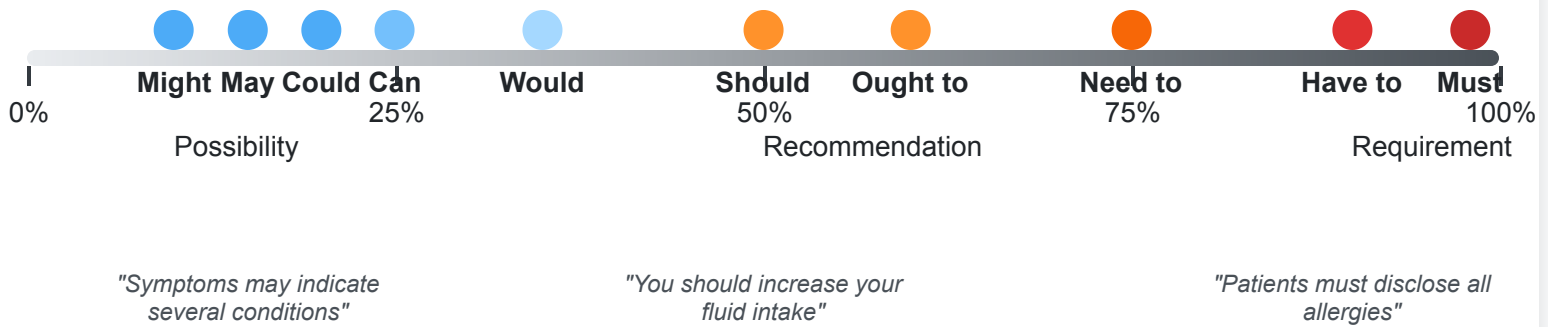 Might May Could Can Would Should Ought to Need to Have to Must
0% 25% 50% 75% 100%
Possibility Recommendation Requirement
"Symptoms may indicate
several conditions"
"You should increase your
fluid intake"
"Patients must disclose all
allergies"